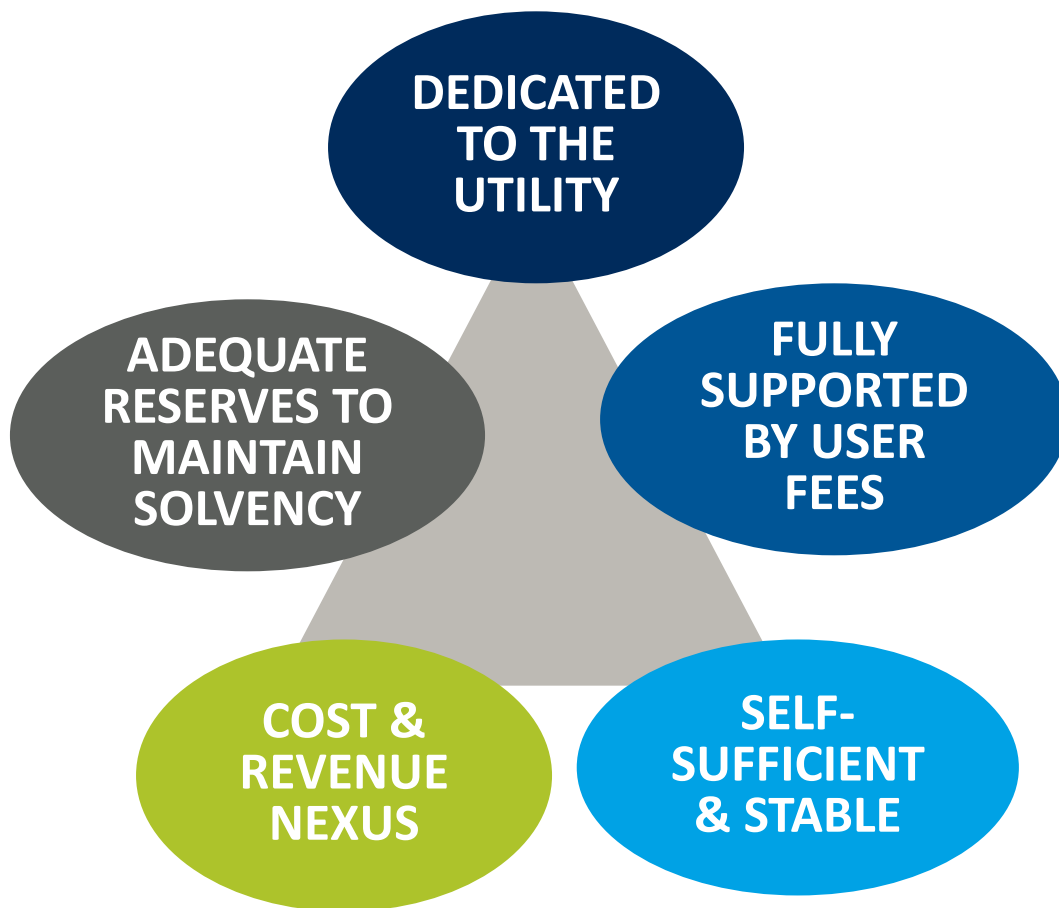 DEDICATED
TO THE
UTILITY
FULLY
SUPPORTED
BY USER
FEES
SELF-
SUFFICIENT
& STABLE
COST &
REVENUE
NEXUS
ADEQUATE
RESERVES TO
MAINTAIN
SOLVENCY